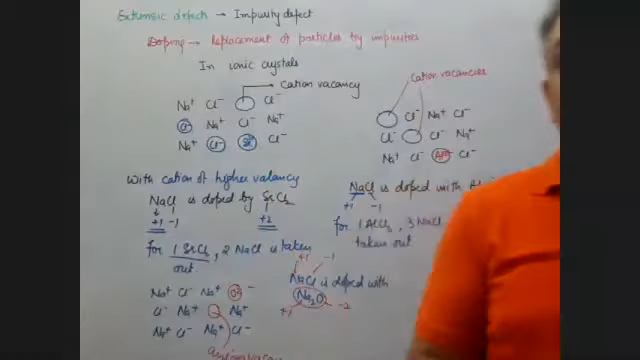 Extrinsic defect → Impurity defect
Doping → Replacement of particles by impurities
In ionic crystals
Cation vacancy
Na⁺ Cl⁻ Cl⁻
Cl⁻ Na⁺ Cl⁻ Na⁺
Na⁺ Cl⁻ Sr²⁺ Cl⁻
Cation vacancies
Cl⁻ Na⁺ Cl⁻
Cl⁻ Cl⁻ Na⁺
Na⁺ Cl⁻ Al³⁺ Cl⁻
With cation of higher valancy
NaCl is doped by SrCl₂
+1 -1 +2
for 1 SrCl₂, 2 NaCl is taken
out.
NaCl is doped with
+1 -1
for 1 AlCl₃, 3 NaCl
taken out
+1 -1
NaCl is doped with
Na₂O
+1 -2
Na⁺ Cl⁻ Na⁺ ⁻
Cl⁻ Na⁺ Na⁺
Na⁺ Cl⁻ Na⁺ Cl⁻